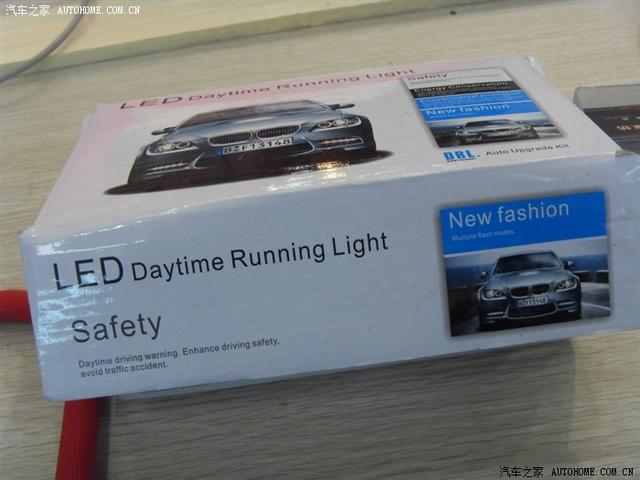 汽车之家 AUTOHOME.COM.CN
LED Daytime Running Light
Safety
Energy Conservation
New fashion
B F13148
DRL. Auto Upgrade Kit
New fashion
Multiple flash modes.
LED Daytime Running Light
F13148
Safety
Daytime driving warning. Enhance driving safety,
avoid traffic accident.
汽车之家 AUTOHOME.COM.CN